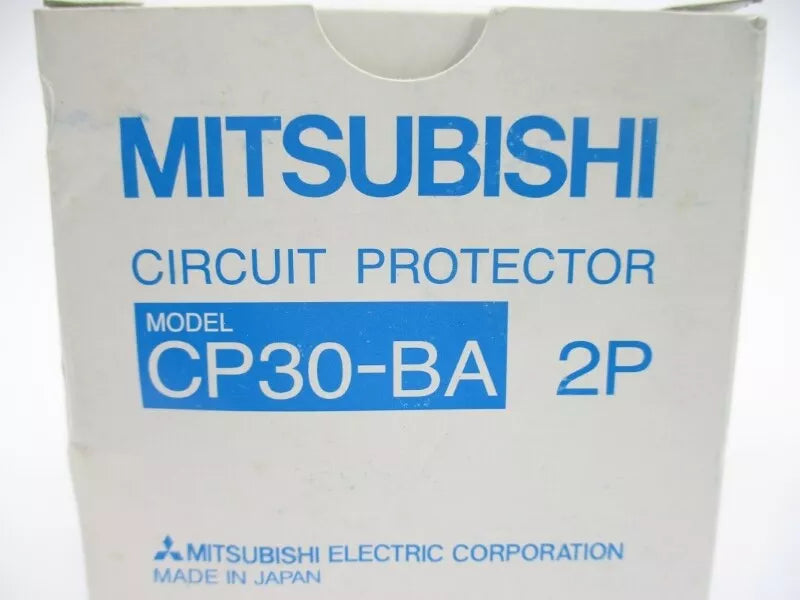 MITSUBISHI
CIRCUIT PROTECTOR
MODEL
CP30-BA 2P
MITSUBISHI ELECTRIC CORPORATION
MADE IN JAPAN